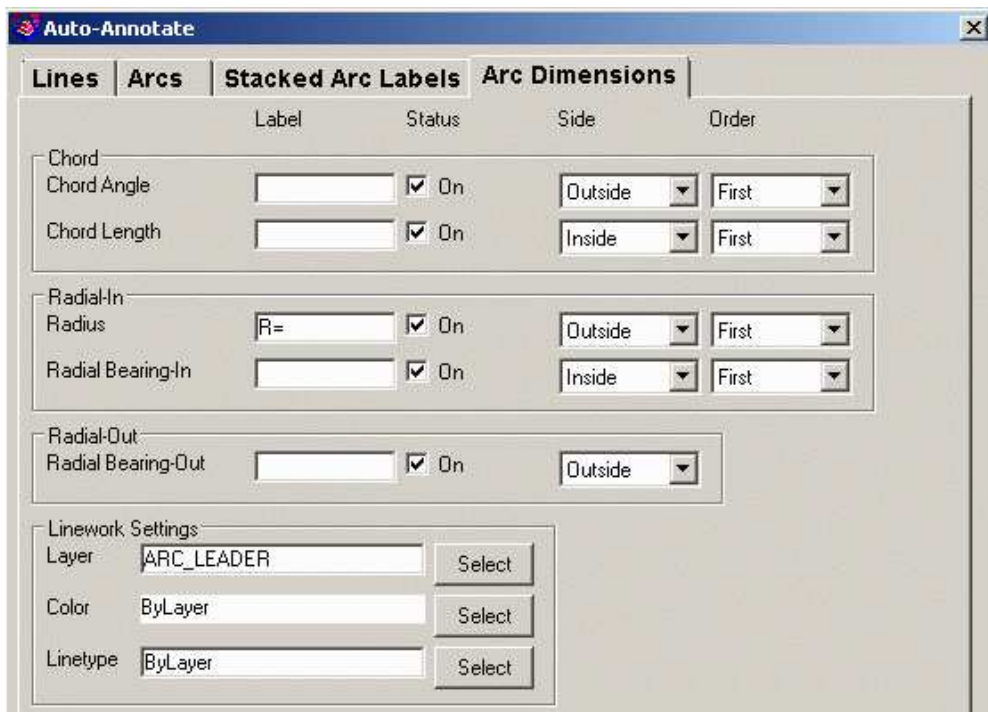 Auto-Annotate
Lines Arcs Stacked Arc Labels Arc Dimensions
Label Status Side Order
Chord
Chord Angle On Outside First
Chord Length On Inside First
Radial-In
Radius R= On Outside First
Radial Bearing-In On Inside First
Radial-Out
Radial Bearing-Out On Outside
Linework Settings
Layer ARC_LEADER Select
Color ByLayer Select
Linetype ByLayer Select